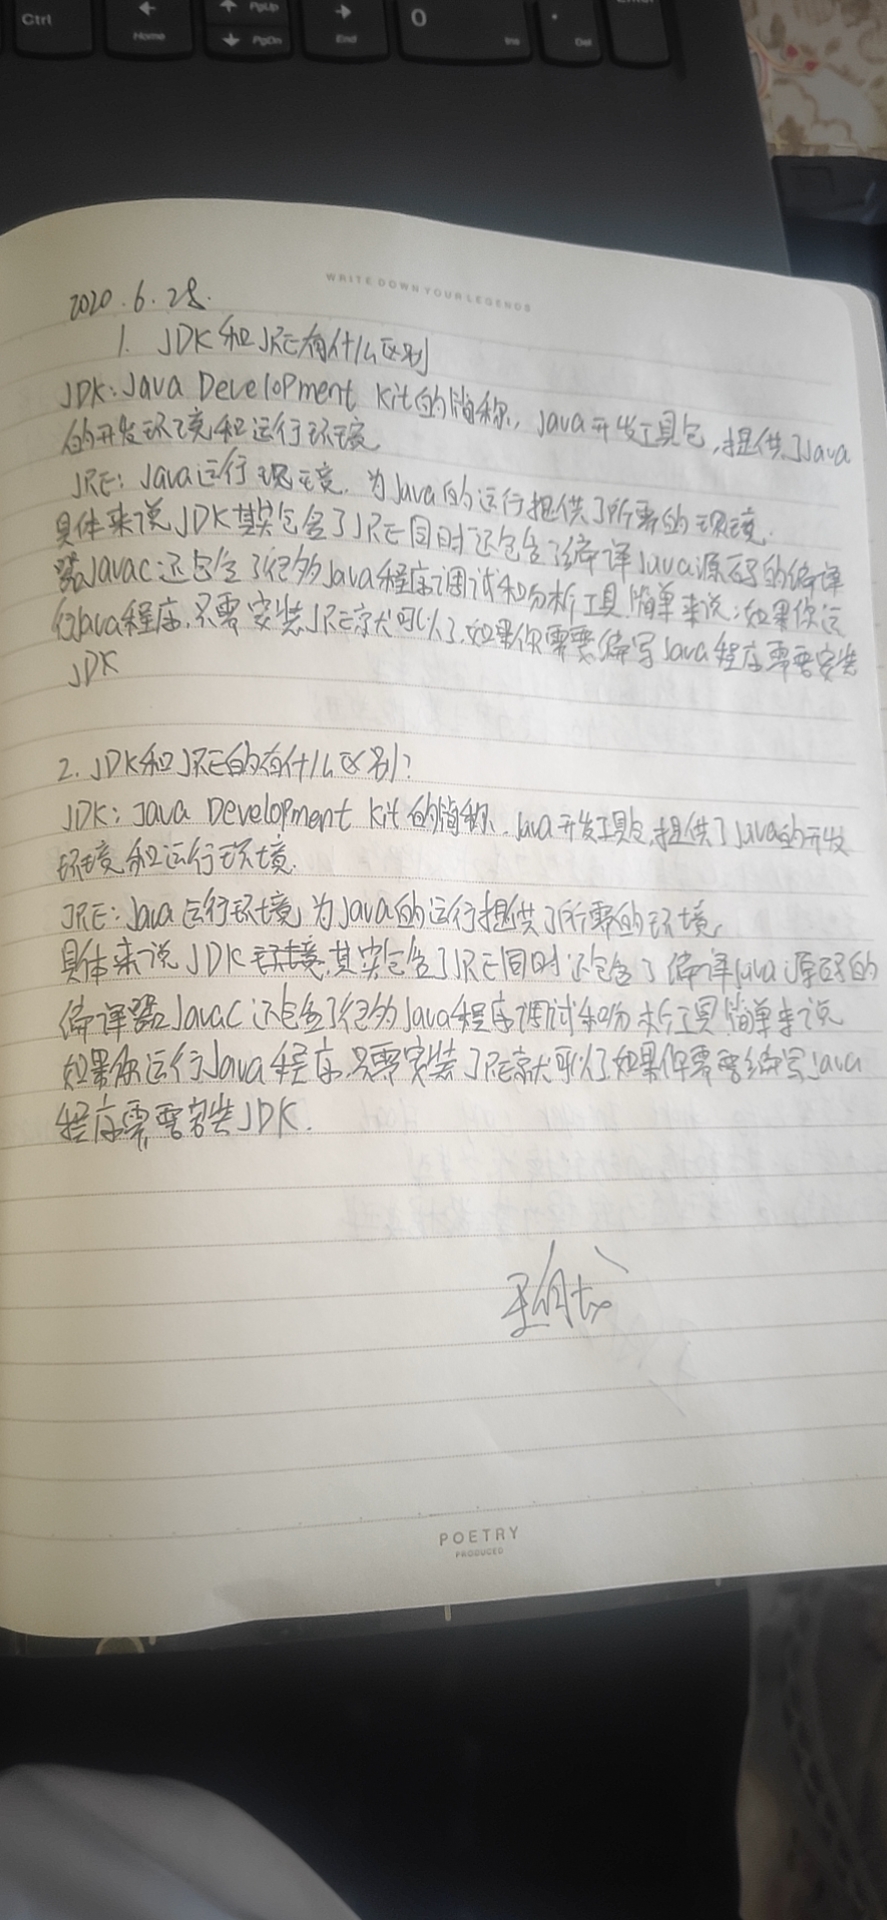 Ctrl
Home
PgUp
PgDn
End
0
Ins
.
Del
WRITE DOWN YOUR LEGENDS
2020.6.28.
1. JDK和JRE有什么区别
JDK:Java Development Kit的简称,Java开发工具包,提供了Java
的开发环境和运行环境
JRE:Java运行环境,为Java的运行提供了所需的环境.
具体来说JDK其实包含了JRE同时还包含了编译Java源码的编译
器Javac还包含了很多Java程序调试和分析工具,简单来说:如果你运
行Java程序,只需安装JRE就可以了,如果你需要编写Java程序需要安装
JDK
2.JDK和JRE的有什么区别?
JDK:Java Development Kit的简称,Java开发工具包,提供了Java的开发
环境和运行环境.
JRE:Java运行环境,为Java的运行提供了所需的环境,
具体来说JDK 其实包含了JRE同时还包含了编译Java源码的
编译器Javac还包含了很多Java程序调试和分析工具简单来说
如果你运行Java程序,只需安装JRE就可以了如果你需要编写Java
程序需要安装JDK.
POETRY
PRODUCED